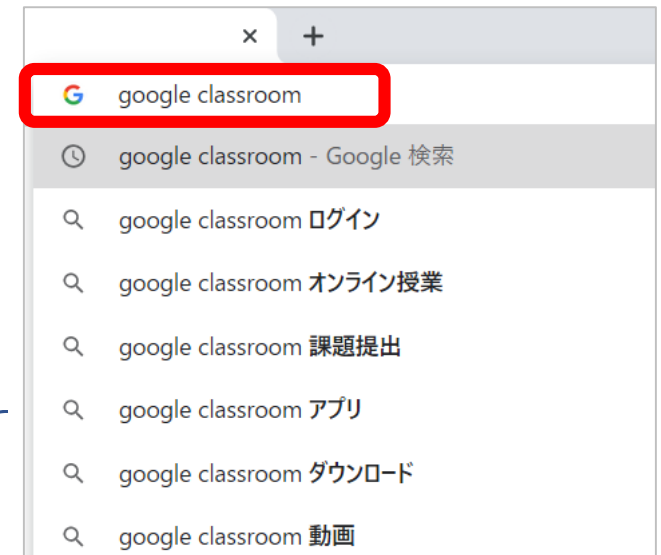 google classroom
google classroom - Google 検索
google classroom ログイン
google classroom オンライン授業
google classroom 課題提出
google classroom アプリ
google classroom ダウンロード
google classroom 動画